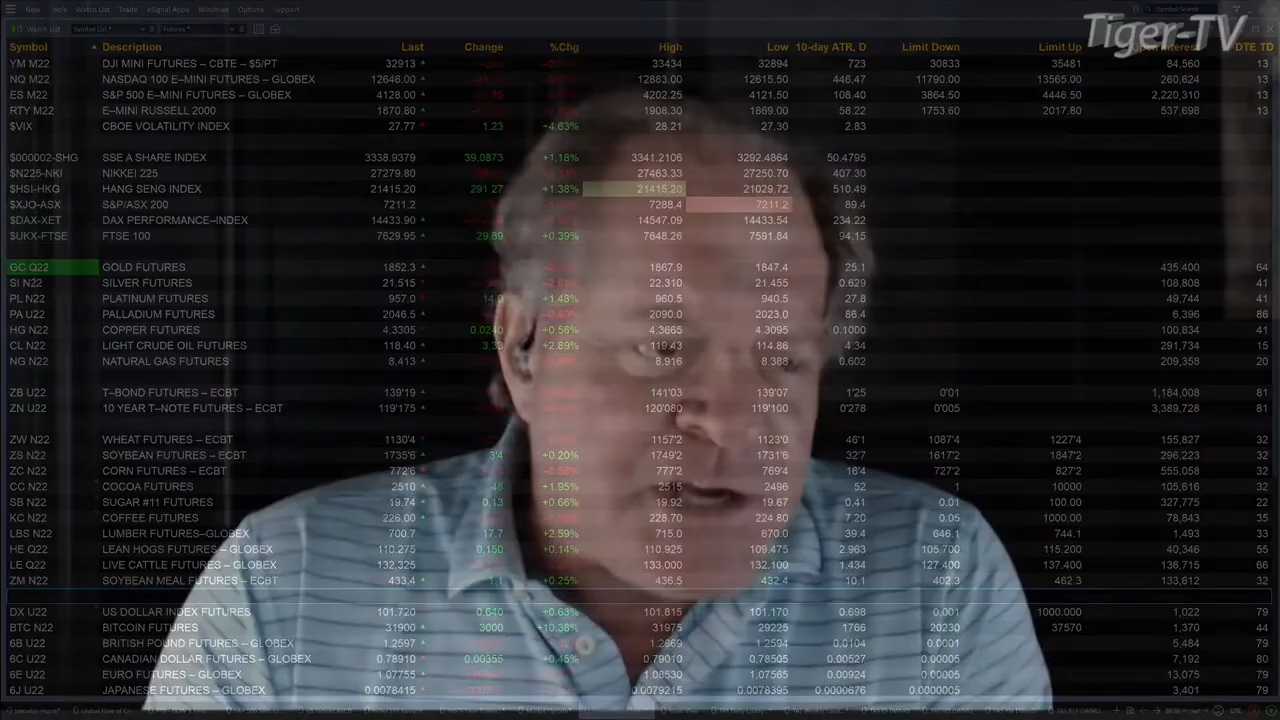 New Tools Watch List Trade eSignal Apps Windows Options Support Symbol Search
Tiger-TV
Watch List Symbol List * Futures *
Symbol Description Last Change %Chg High Low 10-day ATR, D Limit Down Limit Up Open Interest DTE TD
YM M22 DJI MINI FUTURES – CBTE – $5/PT 32913 33434 32894 723 30833 35481 84,560 13
NQ M22 NASDAQ 100 E–MINI FUTURES – GLOBEX 12646.00 12883.00 12615.50 446.47 11790.00 13565.00 260,624 13
ES M22 S&P 500 E–MINI FUTURES – GLOBEX 4128.00 4202.25 4121.50 108.40 3864.50 4446.50 2,220,310 13
RTY M22 E–MINI RUSSELL 2000 1870.80 1908.30 1869.00 58.22 1753.60 2017.80 537,698 13
$VIX CBOE VOLATILITY INDEX 27.77 1.23 +4.63% 28.21 27.30 2.83
$000002-SHG SSE A SHARE INDEX 3338.9379 39.0873 +1.18% 3341.2106 3292.4864 50.4795
$N225-NKI NIKKEI 225 27279.80 27463.33 27250.70 407.30
$HSI-HKG HANG SENG INDEX 21415.20 291.27 +1.38% 21415.20 21029.72 510.49
$XJO-ASX S&P/ASX 200 7211.2 7288.4 7211.2 89.4
$DAX-XET DAX PERFORMANCE–INDEX 14433.90 14547.09 14433.54 234.22
$UKX-FTSE FTSE 100 7629.95 29.89 +0.39% 7648.26 7591.84 94.15
GC Q22 GOLD FUTURES 1852.3 1867.9 1847.4 25.1 435,400 64
SI N22 SILVER FUTURES 21.515 22.310 21.455 0.629 108,808 41
PL N22 PLATINUM FUTURES 957.0 14.0 +1.48% 960.5 940.5 27.8 49,744 41
PA U22 PALLADIUM FUTURES 2046.5 2090.0 2023.0 86.4 6,396 86
HG N22 COPPER FUTURES 4.3305 0.0240 +0.56% 4.3665 4.3095 0.1000 100,834 41
CL N22 LIGHT CRUDE OIL FUTURES 118.40 3.33 +2.89% 119.43 114.86 4.34 291,734 15
NG N22 NATURAL GAS FUTURES 8.413 8.916 8.388 0.602 209,358 20
ZB U22 T–BOND FUTURES – ECBT 139'19 141'03 139'07 1'25 0'01 1,184,008 81
ZN U22 10 YEAR T–NOTE FUTURES – ECBT 119'175 120'080 119'100 0'278 0'005 3,389,728 81
ZW N22 WHEAT FUTURES – ECBT 1130'4 1157'2 1123'0 46'1 1087'4 1227'4 155,827 32
ZS N22 SOYBEAN FUTURES – ECBT 1735'6 3'4 +0.20% 1749'2 1731'6 32'7 1617'2 1847'2 296,223 32
ZC N22 CORN FUTURES – ECBT 772'6 777'2 769'4 16'4 727'2 827'2 555,058 32
CC N22 COCOA FUTURES 2510 48 +1.95% 2515 2496 52 1 10000 105,616 32
SB N22 SUGAR #11 FUTURES 19.74 0.13 +0.66% 19.92 19.67 0.41 0.01 100.00 327,775 22
KC N22 COFFEE FUTURES 226.00 228.70 224.80 7.20 0.05 1000.00 78,843 35
LBS N22 LUMBER FUTURES–GLOBEX 700.7 17.7 +2.59% 715.0 670.0 39.4 646.1 744.1 1,493 33
HE Q22 LEAN HOGS FUTURES – GLOBEX 110.275 0.150 +0.14% 110.925 109.475 2.963 105.700 115.200 40,346 55
LE Q22 LIVE CATTLE FUTURES – GLOBEX 132.325 133.000 132.100 1.434 127.400 137.400 136,715 66
ZM N22 SOYBEAN MEAL FUTURES – ECBT 433.4 1.1 +0.25% 436.5 432.4 10.1 402.3 462.3 133,612 32
DX U22 US DOLLAR INDEX FUTURES 101.720 0.640 +0.63% 101.815 101.170 0.698 0.001 1000.000 1,022 79
BTC N22 BITCOIN FUTURES 31900 3000 +10.38% 31975 29225 1766 20230 37570 1,370 44
6B U22 BRITISH POUND FUTURES – GLOBEX 1.2597 1.2669 1.2594 0.0104 0.0001 5,484 79
6C U22 CANADIAN DOLLAR FUTURES – GLOBEX 0.78910 0.00355 +0.45% 0.79010 0.78505 0.00527 0.00005 7,192 80
6E U22 EURO FUTURES – GLOBEX 1.07755 1.08530 1.07565 0.00924 0.00005 13,075 79
6J U22 JAPANESE FUTURES – GLOBEX 0.0078415 0.0079215 0.0078395 0.0000676 0.0000005 3,401 79